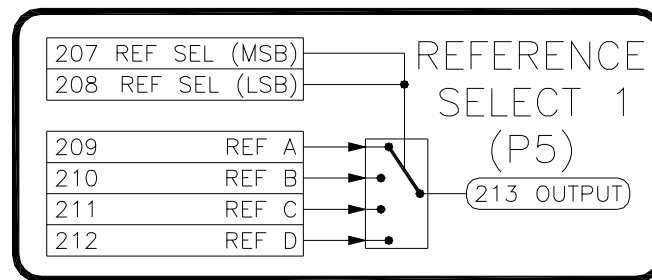 207 REF SEL (MSB)
208 REF SEL (LSB)
REFERENCE
SELECT 1
(P5)
209 REF A
210 REF B
211 REF C
212 REF D
213 OUTPUT